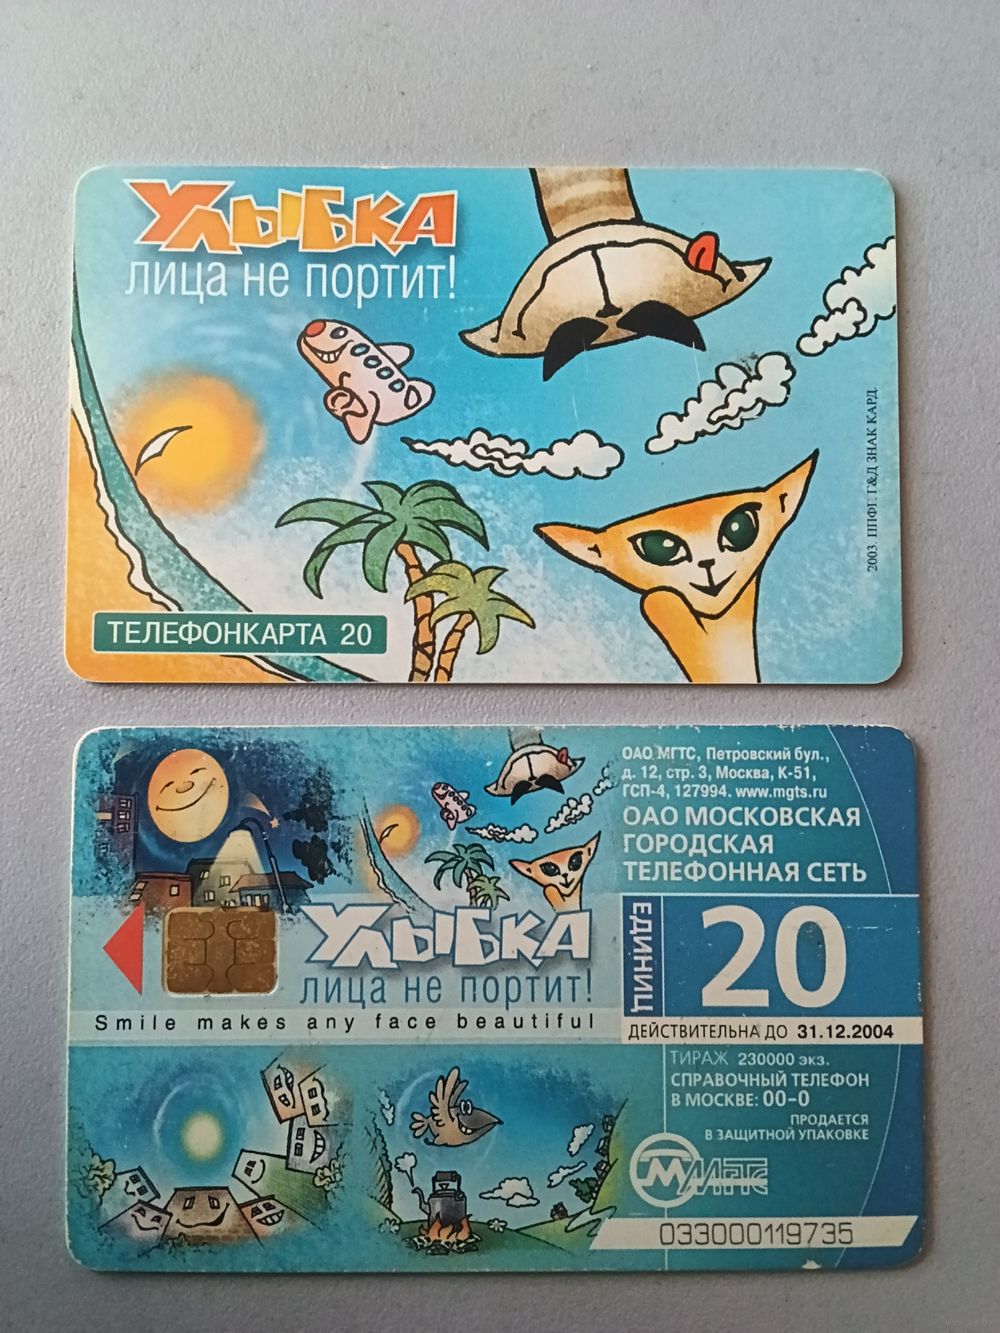 Улыбка
лица не портит!
2003. ППФГ. Г&Д ЗНАК КАРД.
ТЕЛЕФОНКАРТА 20
ОАО МГТС, Петровский бул.,
д. 12, стр. 3, Москва, К-51,
ГСП-4, 127994. www.mgts.ru
ОАО МОСКОВСКАЯ
ГОРОДСКАЯ
ТЕЛЕФОННАЯ СЕТЬ
Улыбка
лица не портит!
Smile makes any face beautiful
ЕДИНИЦ
20
ДЕЙСТВИТЕЛЬНА ДО 31.12.2004
ТИРАЖ 230000 экз.
СПРАВОЧНЫЙ ТЕЛЕФОН
В МОСКВЕ: 00-0
ПРОДАЕТСЯ
В ЗАЩИТНОЙ УПАКОВКЕ
МГТС
033000119735